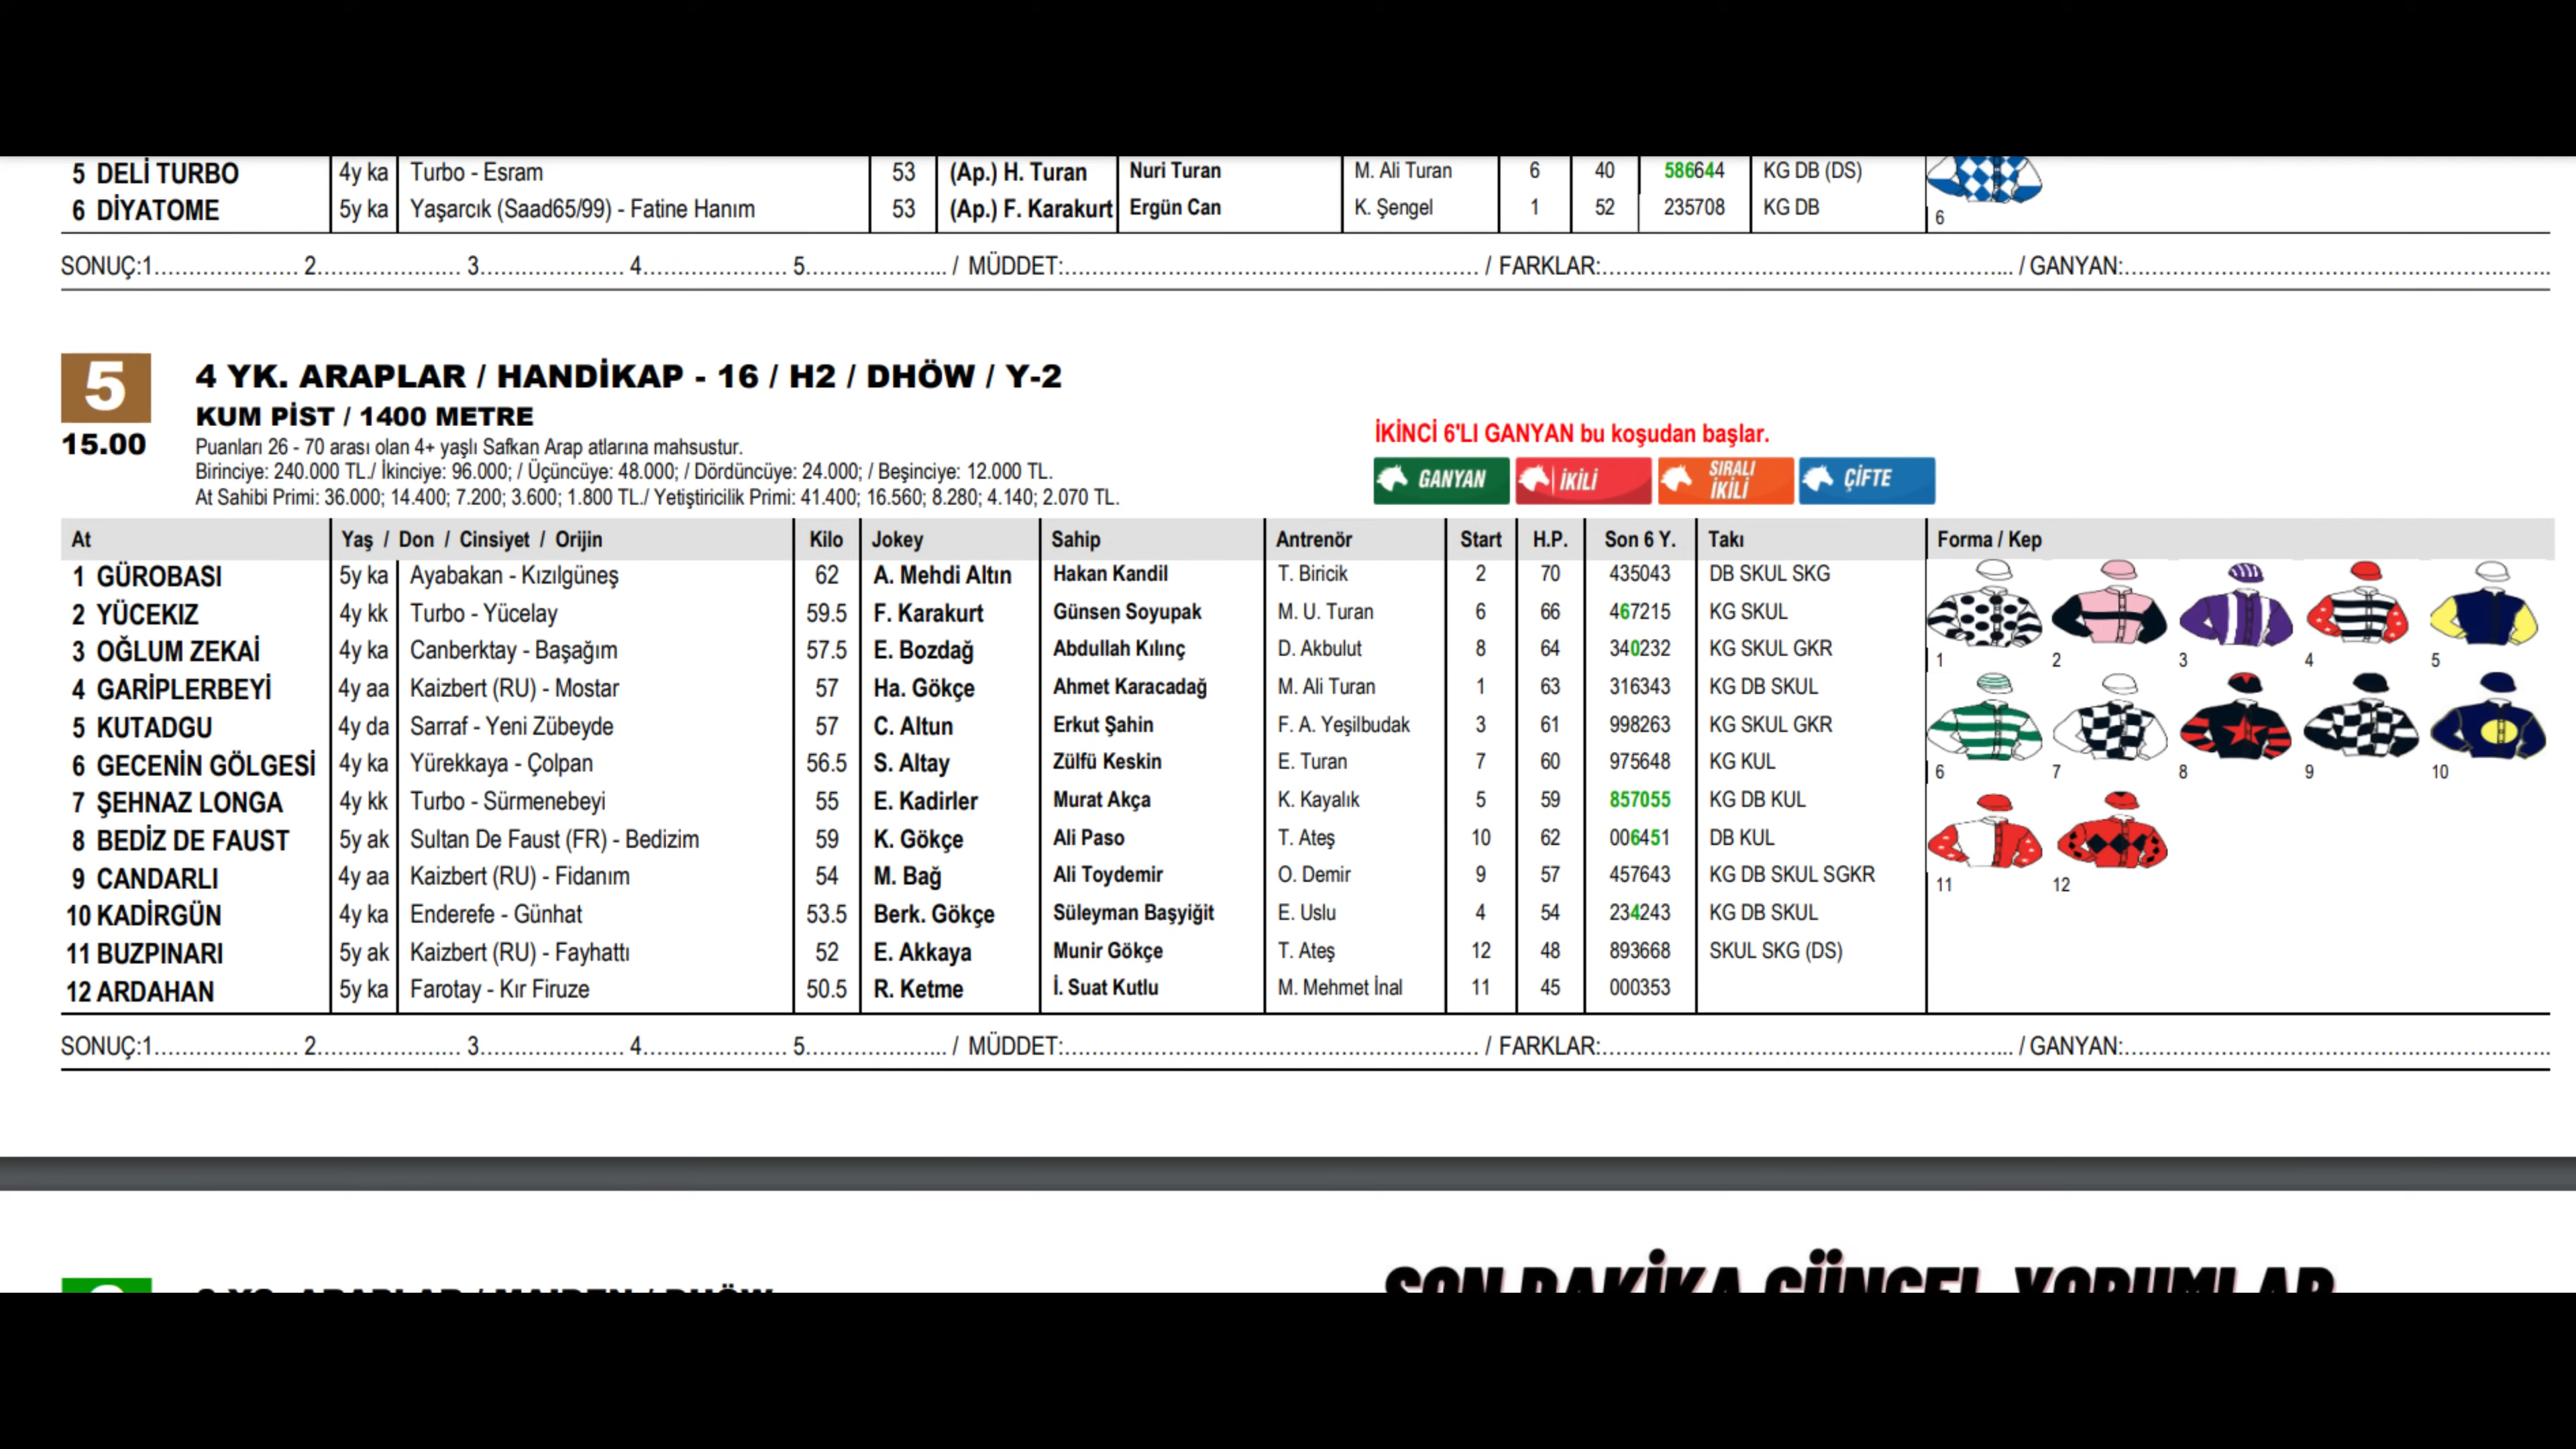 5 DELİ TURBO 4y ka Turbo - Esram 53 (Ap.) H. Turan Nuri Turan M. Ali Turan 6 40 586644 KG DB (DS)
6 DİYATOME 5y ka Yaşarcık (Saad65/99) - Fatine Hanım 53 (Ap.) F. Karakurt Ergün Can K. Şengel 1 52 235708 KG DB 6
SONUÇ:1..................... 2..................... 3..................... 4..................... 5.................... / MÜDDET:............................................................ / FARKLAR:............................................................ / GANYAN:..............................................................
5 4 YK. ARAPLAR / HANDİKAP - 16 / H2 / DHÖW / Y-2
KUM PİST / 1400 METRE
15.00 Puanları 26 - 70 arası olan 4+ yaşlı Safkan Arap atlarına mahsustur.
İKİNCİ 6'LI GANYAN bu koşudan başlar.
Birinciye: 240.000 TL./ İkinciye: 96.000; / Üçüncüye: 48.000; / Dördüncüye: 24.000; / Beşinciye: 12.000 TL.
GANYAN İKİLİ SIRALI İKİLİ ÇİFTE
At Sahibi Primi: 36.000; 14.400; 7.200; 3.600; 1.800 TL./ Yetiştiricilik Primi: 41.400; 16.560; 8.280; 4.140; 2.070 TL.
At Yaş / Don / Cinsiyet / Orijin Kilo Jokey Sahip Antrenör Start H.P. Son 6 Y. Takı Forma / Kep
1 GÜROBASI 5y ka Ayabakan - Kızılgüneş 62 A. Mehdi Altın Hakan Kandil T. Biricik 2 70 435043 DB SKUL SKG
2 YÜCEKIZ 4y kk Turbo - Yücelay 59.5 F. Karakurt Günsen Soyupak M. U. Turan 6 66 467215 KG SKUL
3 OĞLUM ZEKAİ 4y ka Canberktay - Başağım 57.5 E. Bozdağ Abdullah Kılınç D. Akbulut 8 64 340232 KG SKUL GKR
1 2 3 4 5
4 GARİPLERBEYİ 4y aa Kaizbert (RU) - Mostar 57 Ha. Gökçe Ahmet Karacadağ M. Ali Turan 1 63 316343 KG DB SKUL
5 KUTADGU 4y da Sarraf - Yeni Zübeyde 57 C. Altun Erkut Şahin F. A. Yeşilbudak 3 61 998263 KG SKUL GKR
6 GECENİN GÖLGESİ 4y ka Yürekkaya - Çolpan 56.5 S. Altay Zülfü Keskin E. Turan 7 60 975648 KG KUL
6 7 8 9 10
7 ŞEHNAZ LONGA 4y kk Turbo - Sürmenebeyi 55 E. Kadirler Murat Akça K. Kayalık 5 59 857055 KG DB KUL
8 BEDİZ DE FAUST 5y ak Sultan De Faust (FR) - Bedizim 59 K. Gökçe Ali Paso T. Ateş 10 62 006451 DB KUL
9 CANDARLI 4y aa Kaizbert (RU) - Fidanım 54 M. Bağ Ali Toydemir O. Demir 9 57 457643 KG DB SKUL SGKR
11 12
10 KADİRGÜN 4y ka Enderefe - Günhat 53.5 Berk. Gökçe Süleyman Başyiğit E. Uslu 4 54 234243 KG DB SKUL
11 BUZPINARI 5y ak Kaizbert (RU) - Fayhattı 52 E. Akkaya Munir Gökçe T. Ateş 12 48 893668 SKUL SKG (DS)
12 ARDAHAN 5y ka Farotay - Kır Firuze 50.5 R. Ketme İ. Suat Kutlu M. Mehmet İnal 11 45 000353
SONUÇ:1..................... 2..................... 3..................... 4..................... 5.................... / MÜDDET:............................................................ / FARKLAR:............................................................ / GANYAN:..............................................................
SON DAKİKA GÜNCEL YORUMLAR
ARAPLAR / MAIDEN / DHÖW